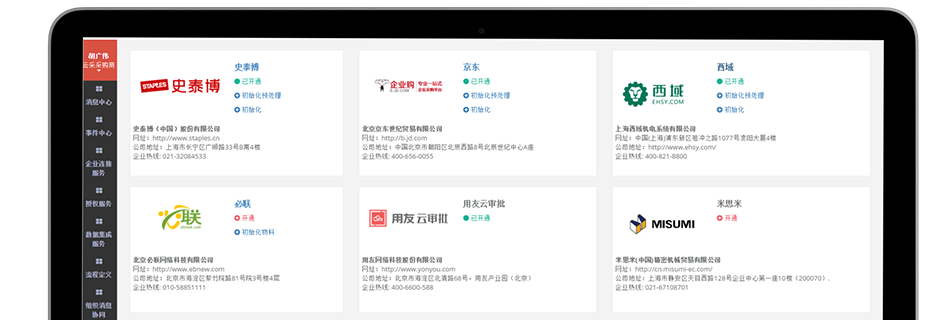 胡广伟
云采采购商
消息中心
事件中心
企业连接
服务
授权服务
数据集成
服务
流程定义
组织消息
协同
STAPLES 史泰博
史泰博
已开通
初始化预处理
初始化
史泰博（中国）股份有限公司
网址：http://www.staples.cn
公司地址：上海市长宁区广顺路33号B南4楼
企业热线: 021-32084533
企业购
B.JD.COM
专业一站式
企业采购平台
京东
已开通
初始化预处理
初始化
北京京东世纪贸易有限公司
网址：http://b.jd.com
公司地址：中国北京市朝阳区北辰西路8号北辰世纪中心A座
企业热线: 400-656-0055
西域
EHSY.COM
西域
已开通
初始化预处理
初始化
上海西域机电系统有限公司
网址：中国(上海)浦东新区祖冲之路1077号凌阳大厦4楼
公司地址：http://www.ehsy.com/
企业热线: 400-821-8800
联
必联
开通
初始化物料
北京必联网络科技有限公司
网址：http://www.ebnew.com
公司地址：北京市海淀区紫竹院路81号院3号楼4层
企业热线: 010-58851111
用友云审批
用友云审批
已开通
用友网络科技股份有限公司
网址：http://www.yonyou.com
公司地址：北京市海淀区北清路68号，用友产业园（北京）
企业热线: 400-6600-588
MISUMI
米思米
开通
米思米(中国)精密机械贸易有限公司
网址：http://cn.misumi-ec.com/
公司地址：上海市静安区天目西路128号企业中心第一座10楼（200070）.
企业热线: 021-67108701